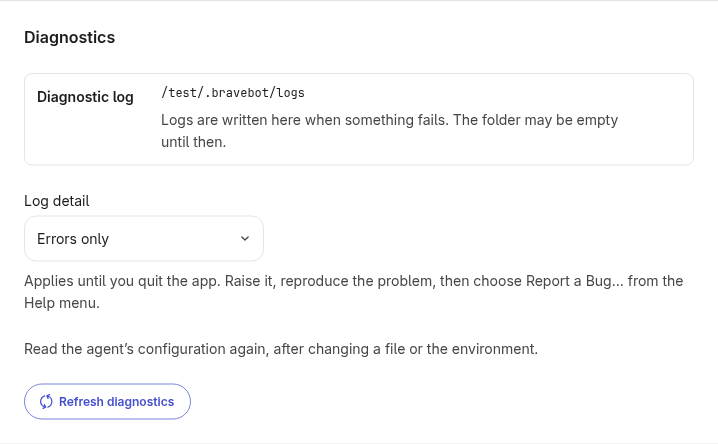 Diagnostics
Diagnostic log
/test/.bravebot/logs
Logs are written here when something fails. The folder may be empty
until then.
Log detail
Errors only
Applies until you quit the app. Raise it, reproduce the problem, then choose Report a Bug... from the
Help menu.
Read the agent’s configuration again, after changing a file or the environment.
Refresh diagnostics